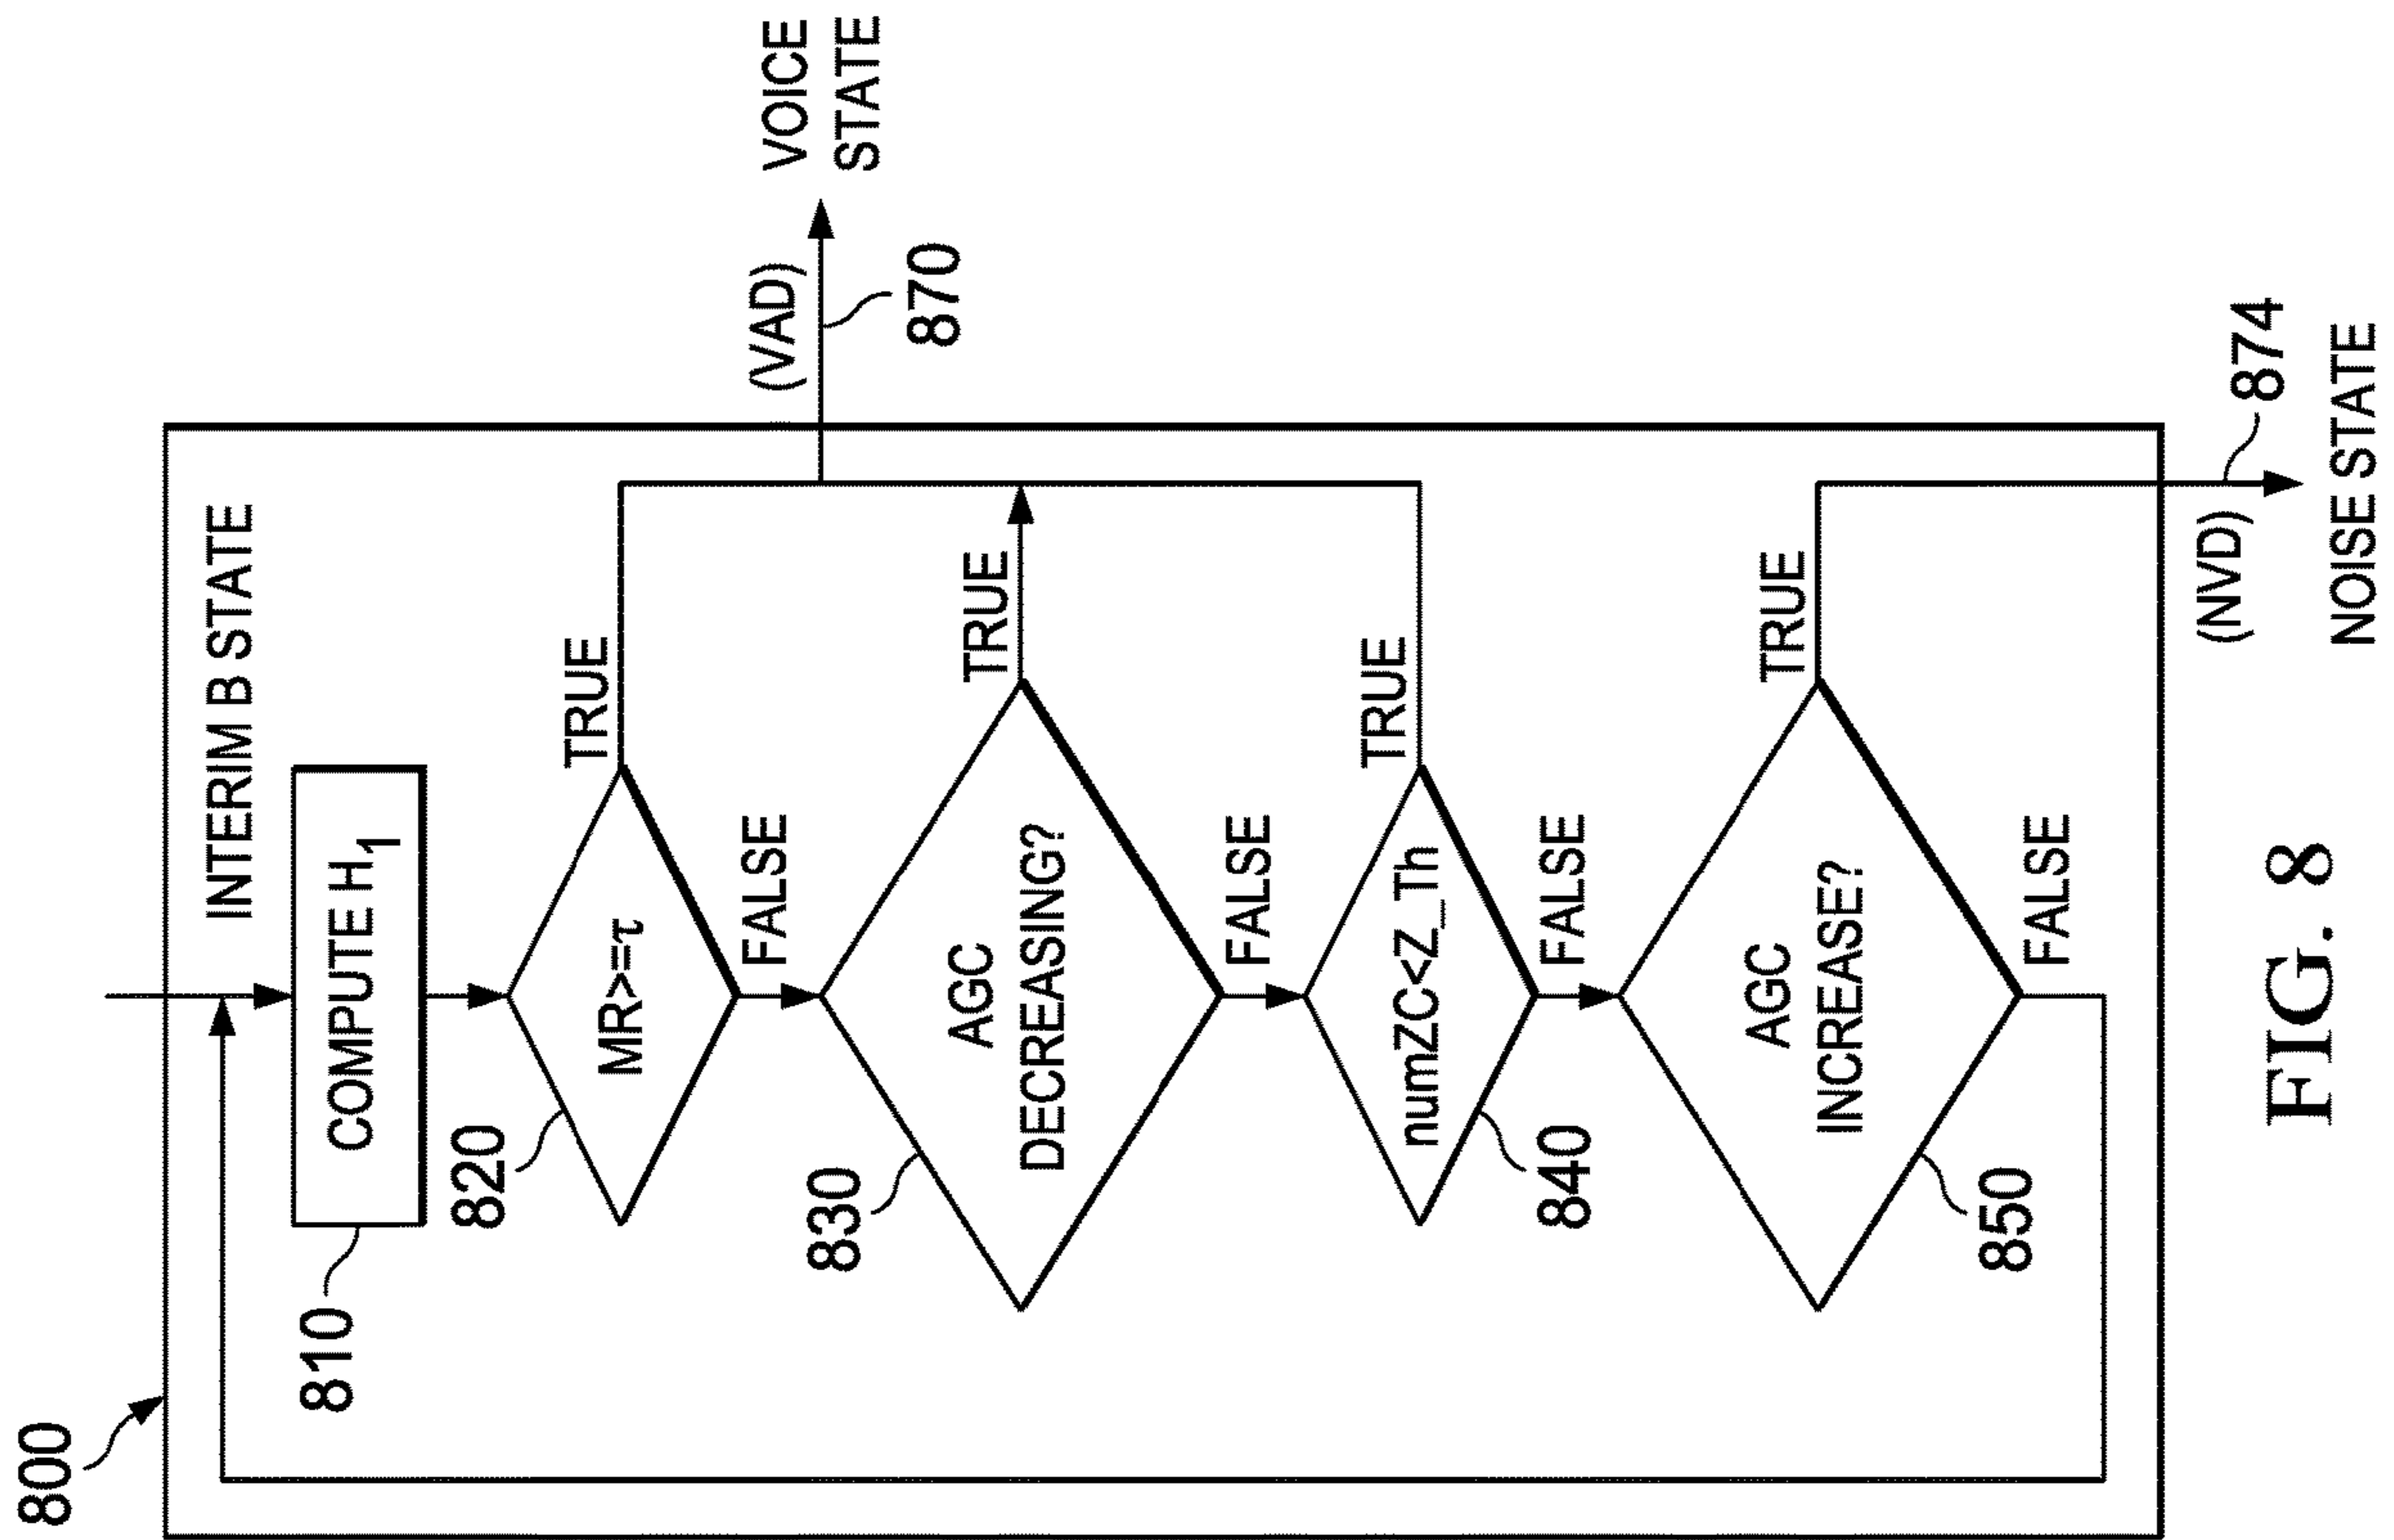 800
INTERIM B STATE
810
COMPUTE H1
820
MR>=τ
TRUE
FALSE
(VAD)
VOICE
STATE
870
830
AGC
DECREASING?
TRUE
FALSE
840
numZC<Z_Th
TRUE
FALSE
850
AGC
INCREASE?
TRUE
FALSE
(NVD)
874
NOISE STATE
FIG. 8